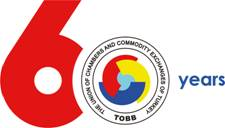 60
THE UNION OF CHAMBERS AND COMMODITY EXCHANGES OF TURKEY
TOBB
years